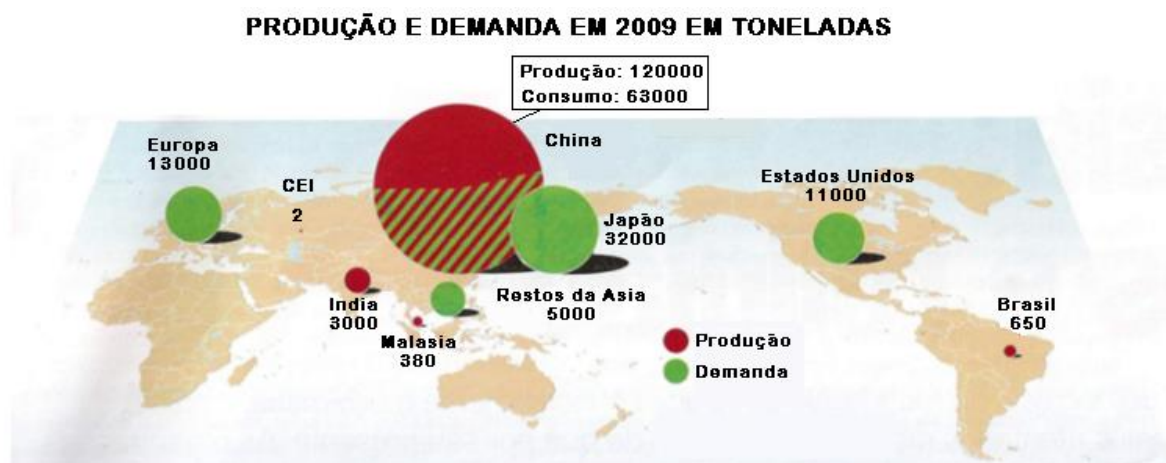 PRODUÇÃO E DEMANDA EM 2009 EM TONELADAS
Produção: 120000
Consumo: 63000
China
Europa
13000
CEI
2
Estados Unidos
11000
Japão
32000
India
3000
Restos da Asia
5000
Malasia
380
Brasil
650
Produção
Demanda